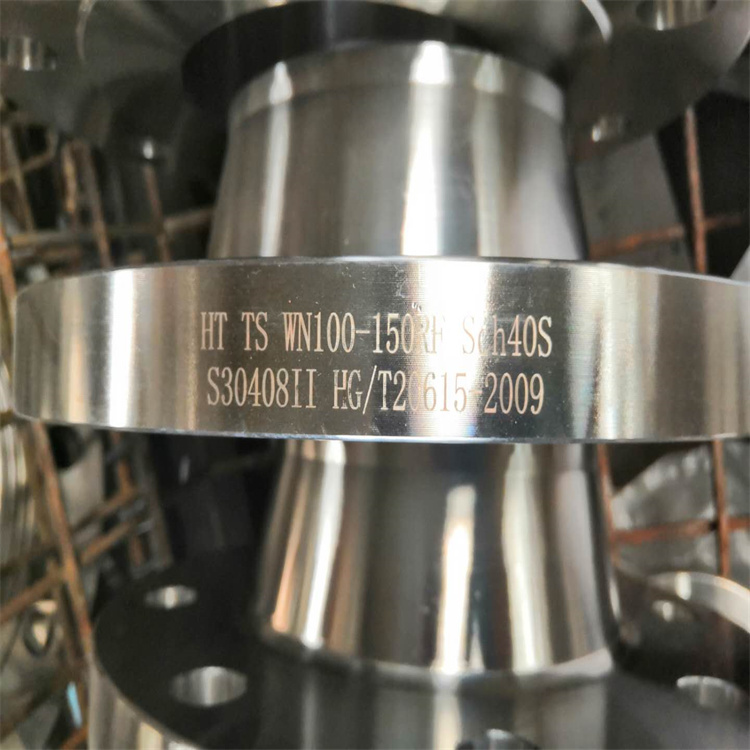 HT TS WN100-150RF Sch40S
S30408II HG/T20615-2009